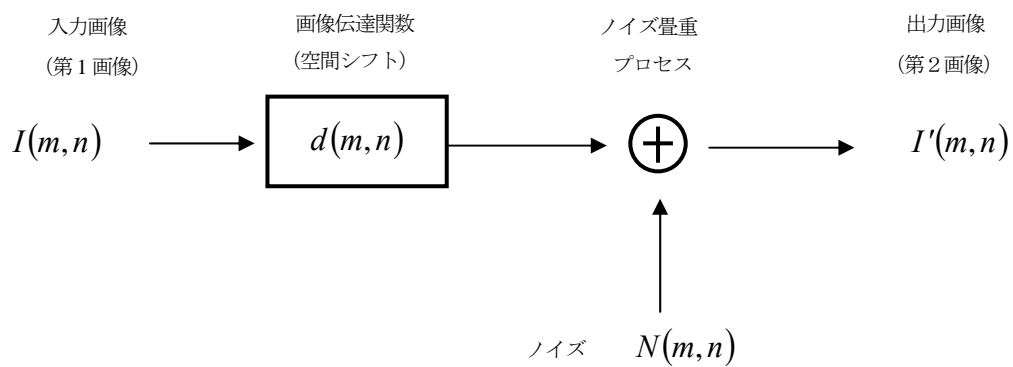 入力画像
(第1画像)
画像伝達関数
(空間シフト)
ノイズ畳重
プロセス
出力画像
(第2画像)
I(m,n)
d(m,n)
+
I'(m,n)
ノイズ N(m,n)